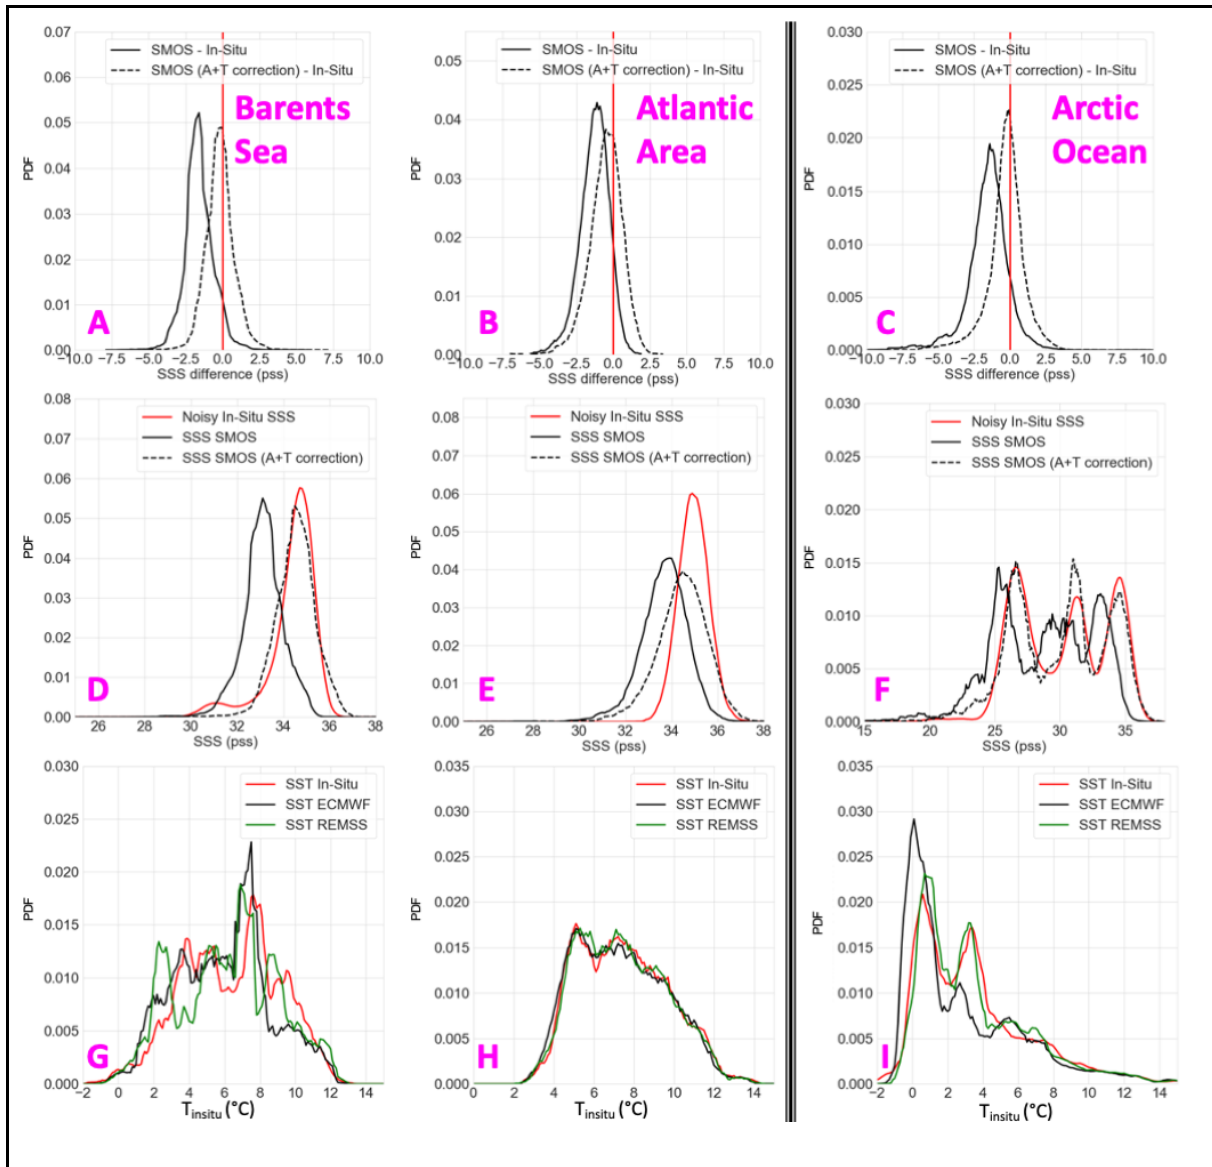 0.07
0.06
0.05
0.04
0.03
0.02
0.01
0.00
PDF
SMOS - In-Situ
SMOS (A+T correction) - In-Situ
Barents
Sea
A
−10.0 −7.5 −5.0 −2.5 0.0 2.5 5.0 7.5 10.0
SSS difference (pss)
0.05
0.04
0.03
0.02
0.01
0.00
PDF
SMOS - In-Situ
SMOS (A+T correction) - In-Situ
Atlantic
Area
B
−10.0 −7.5 −5.0 −2.5 0.0 2.5 5.0 7.5 10.0
SSS difference (pss)
0.030
0.025
0.020
0.015
0.010
0.005
0.000
PDF
SMOS - In-Situ
SMOS (A+T correction) - In-Situ
Arctic
Ocean
C
−10.0 −7.5 −5.0 −2.5 0.0 2.5 5.0 7.5 10.0
SSS difference (pss)
0.08
0.07
0.06
0.05
0.04
0.03
0.02
0.01
0.00
PDF
Noisy In-Situ SSS
SSS SMOS
SSS SMOS (A+T correction)
D
26 28 30 32 34 36 38
SSS (pss)
0.08
0.07
0.06
0.05
0.04
0.03
0.02
0.01
0.00
PDF
Noisy In-Situ SSS
SSS SMOS
SSS SMOS (A+T correction)
E
26 28 30 32 34 36 38
SSS (pss)
0.030
0.025
0.020
0.015
0.010
0.005
0.000
PDF
Noisy In-Situ SSS
SSS SMOS
SSS SMOS (A+T correction)
F
15 20 25 30 35
SSS (pss)
0.030
0.025
0.020
0.015
0.010
0.005
0.000
PDF
SST In-Situ
SST ECMWF
SST REMSS
G
−2 0 2 4 6 8 10 12 14
Tinsitu (°C)
0.035
0.030
0.025
0.020
0.015
0.010
0.005
0.000
PDF
SST In-Situ
SST ECMWF
SST REMSS
H
0 2 4 6 8 10 12 14
Tinsitu (°C)
0.035
0.030
0.025
0.020
0.015
0.010
0.005
0.000
PDF
SST In-Situ
SST ECMWF
SST REMSS
I
−2 0 2 4 6 8 10 12 14
Tinsitu (°C)